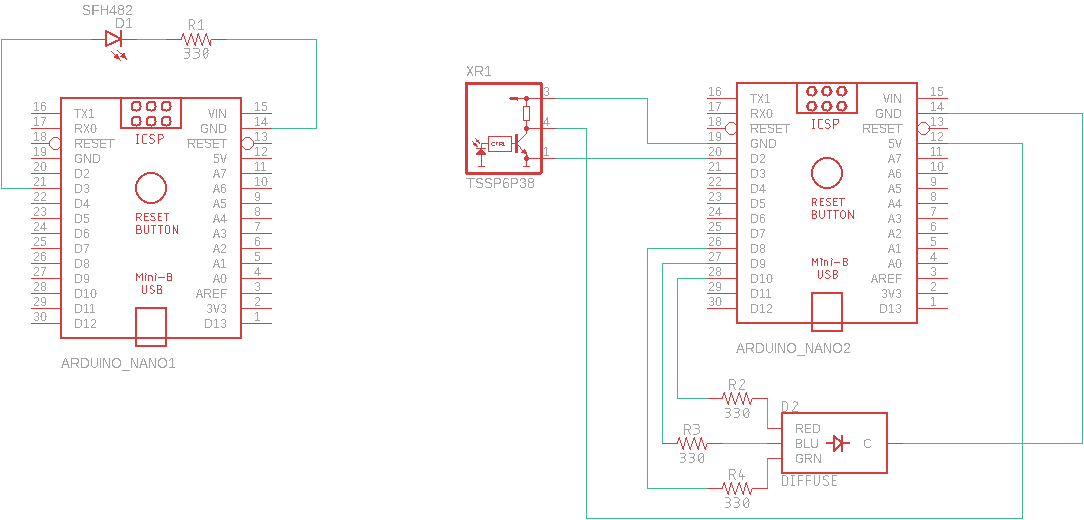 SFH482
D1
R1
330
16 TX1 VIN 15
17 RX0 GND 14
18 RESET RESET 13
19 GND 5V 12
20 D2 A7 11
21 D3 A6 10
22 D4 A5 9
23 D5 A4 8
24 D6 A3 7
25 D7 A2 6
26 D8 A1 5
27 D9 A0 4
28 D10 AREF 3
29 D11 3V3 2
30 D12 D13 1
ICSP
RESET
BUTTON
Mini-B
USB
ARDUINO_NANO1
XR1
3
4
1
CTRL
TSSP6P38
16 TX1 VIN 15
17 RX0 GND 14
18 RESET RESET 13
19 GND 5V 12
20 D2 A7 11
21 D3 A6 10
22 D4 A5 9
23 D5 A4 8
24 D6 A3 7
25 D7 A2 6
26 D8 A1 5
27 D9 A0 4
28 D10 AREF 3
29 D11 3V3 2
30 D12 D13 1
ICSP
RESET
BUTTON
Mini-B
USB
ARDUINO_NANO2
R2
330
R3
330
R4
330
D2
RED
BLU C
GRN
DIFFUSE